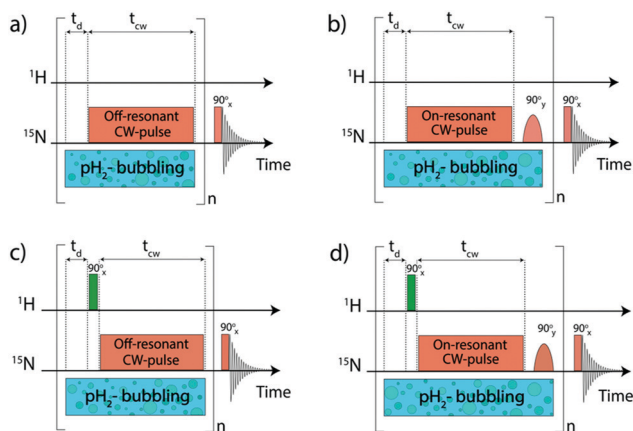 a)
t_d
t_cw
¹H
90°ₓ
¹⁵N
Off-resonant
CW-pulse
pH₂- bubbling
Time
n
b)
t_d
t_cw
¹H
90°_y
90°ₓ
¹⁵N
On-resonant
CW-pulse
pH₂- bubbling
Time
n
c)
t_d
t_cw
90°ₓ
¹H
90°ₓ
¹⁵N
Off-resonant
CW-pulse
pH₂- bubbling
Time
n
d)
t_d
t_cw
90°ₓ
¹H
90°_y
90°ₓ
¹⁵N
On-resonant
CW-pulse
pH₂- bubbling
Time
n